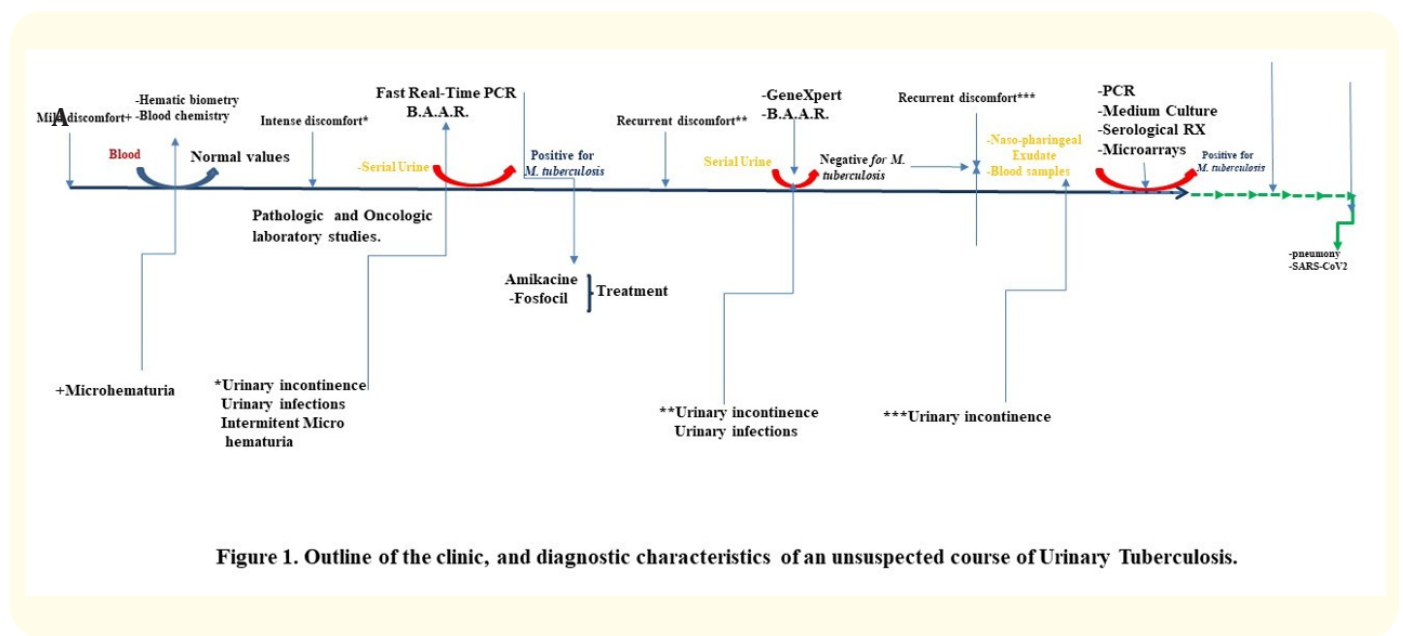 A
Mild discomfort+
-Hematic biometry
-Blood chemistry
Blood
Normal values
Intense discomfort*
Pathologic and Oncologic
laboratory studies.
Fast Real-Time PCR
B.A.A.R.
-Serial Urine
Positive for
M. tuberculosis
Amikacine
-Fosfocil
Treatment
Recurrent discomfort**
-GeneXpert
-B.A.A.R.
Serial Urine
Negative for M.
tuberculosis
Recurrent discomfort***
-Naso-pharingeal
Exudate
-Blood samples
-PCR
-Medium Culture
-Serological RX
-Microarrays
Positive for
M. tuberculosis
-pneumony
-SARS-CoV2
+Microhematuria
*Urinary incontinence
Urinary infections
Intermitent Micro
hematuria
**Urinary incontinence
Urinary infections
***Urinary incontinence
Figure 1. Outline of the clinic, and diagnostic characteristics of an unsuspected course of Urinary Tuberculosis.